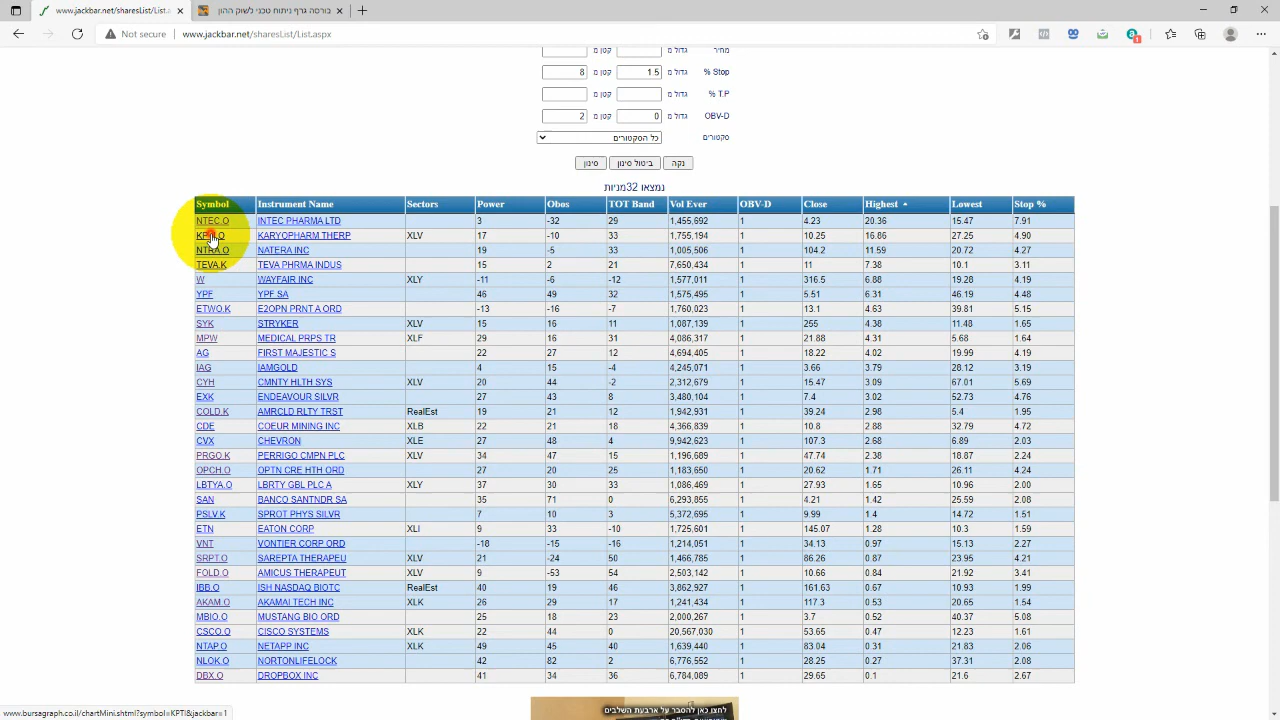 www.jackbar.net/sharesList/List.a
בורסה גרף ניתוח טכני לשוק ההון
Not secure www.jackbar.net/sharesList/List.aspx
מחיר גדול מ קטן מ
% Stop גדול מ 1.5 קטן מ 8
% T.P גדול מ קטן מ
OBV-D גדול מ 0 קטן מ 2
סקטורים כל הסקטורים
נקה ביטול סינון סינון
נמצאו 32מניות
Symbol Instrument Name Sectors Power Obos TOT Band Vol Ever OBV-D Close Highest Lowest Stop %
NTEC.O INTEC PHARMA LTD 3 -32 29 1,455,692 1 4.23 20.36 15.47 7.91
KPTI.O KARYOPHARM THERP XLV 17 -10 33 1,755,194 1 10.25 16.86 27.25 4.90
NTRA.O NATERA INC 19 -5 33 1,005,506 1 104.2 11.59 20.72 4.27
TEVA.K TEVA PHRMA INDUS 15 2 21 7,650,434 1 11 7.38 10.1 3.11
W WAYFAIR INC XLY -11 -6 -12 1,577,011 1 316.5 6.88 19.28 4.19
YPF YPF SA 46 49 32 1,575,495 1 5.51 6.31 46.19 4.48
ETWO.K E2OPN PRNT A ORD -13 -16 -7 1,760,023 1 13.1 4.63 39.81 5.15
SYK STRYKER XLV 15 16 11 1,087,139 1 255 4.38 11.48 1.65
MPW MEDICAL PRPS TR XLF 29 16 31 4,086,317 1 21.88 4.31 5.68 1.64
AG FIRST MAJESTIC S 22 27 12 4,694,405 1 18.22 4.02 19.99 4.19
IAG IAMGOLD 4 15 -4 4,245,071 1 3.66 3.79 28.12 3.19
CYH CMNTY HLTH SYS XLV 20 44 -2 2,312,679 1 15.47 3.09 67.01 5.69
EXK ENDEAVOUR SILVR 27 43 8 3,480,104 1 7.4 3.02 52.73 4.76
COLD.K AMRCLD RLTY TRST RealEst 19 21 12 1,942,931 1 39.24 2.98 5.4 1.95
CDE COEUR MINING INC XLB 22 21 18 4,366,839 1 10.8 2.88 32.79 4.72
CVX CHEVRON XLE 27 48 4 9,942,623 1 107.3 2.68 6.89 2.03
PRGO.K PERRIGO CMPN PLC XLV 34 47 15 1,196,689 1 47.74 2.38 18.87 2.24
OPCH.O OPTN CRE HTH ORD 27 20 25 1,183,650 1 20.62 1.71 26.11 4.24
LBTYA.O LBRTY GBL PLC A XLY 37 30 33 1,086,469 1 27.93 1.65 10.96 2.00
SAN BANCO SANTNDR SA 35 71 0 6,293,855 1 4.21 1.42 25.59 2.08
PSLV.K SPROT PHYS SILVR 7 10 3 5,372,695 1 9.99 1.4 14.72 1.51
ETN EATON CORP XLI 9 33 -10 1,725,601 1 145.07 1.28 10.3 1.59
VNT VONTIER CORP ORD -18 -15 -16 1,214,051 1 34.13 0.97 15.13 2.27
SRPT.O SAREPTA THERAPEU XLV 21 -24 50 1,466,785 1 86.26 0.87 23.95 4.21
FOLD.O AMICUS THERAPEUT XLV 9 -53 54 2,503,142 1 10.66 0.84 21.92 3.41
IBB.O ISH NASDAQ BIOTC RealEst 40 19 46 3,862,927 1 161.63 0.67 10.93 1.99
AKAM.O AKAMAI TECH INC XLK 26 29 17 1,241,434 1 117.3 0.53 20.65 1.54
MBIO.O MUSTANG BIO ORD 25 18 23 2,000,267 1 3.7 0.52 40.37 5.08
CSCO.O CISCO SYSTEMS XLK 22 44 0 20,567,030 1 53.65 0.47 12.23 1.61
NTAP.O NETAPP INC XLK 49 45 40 1,639,440 1 83.04 0.31 21.83 2.06
NLOK.O NORTONLIFELOCK 42 82 2 6,776,552 1 28.25 0.27 37.31 2.08
DBX.O DROPBOX INC 41 34 36 6,784,089 1 29.65 0.1 21.6 2.67
לחצו כאן להסבר על ארבעת השלבים
www.bursagraph.co.il/chartMini.shtml?symbol=KPTI&jackbar=1